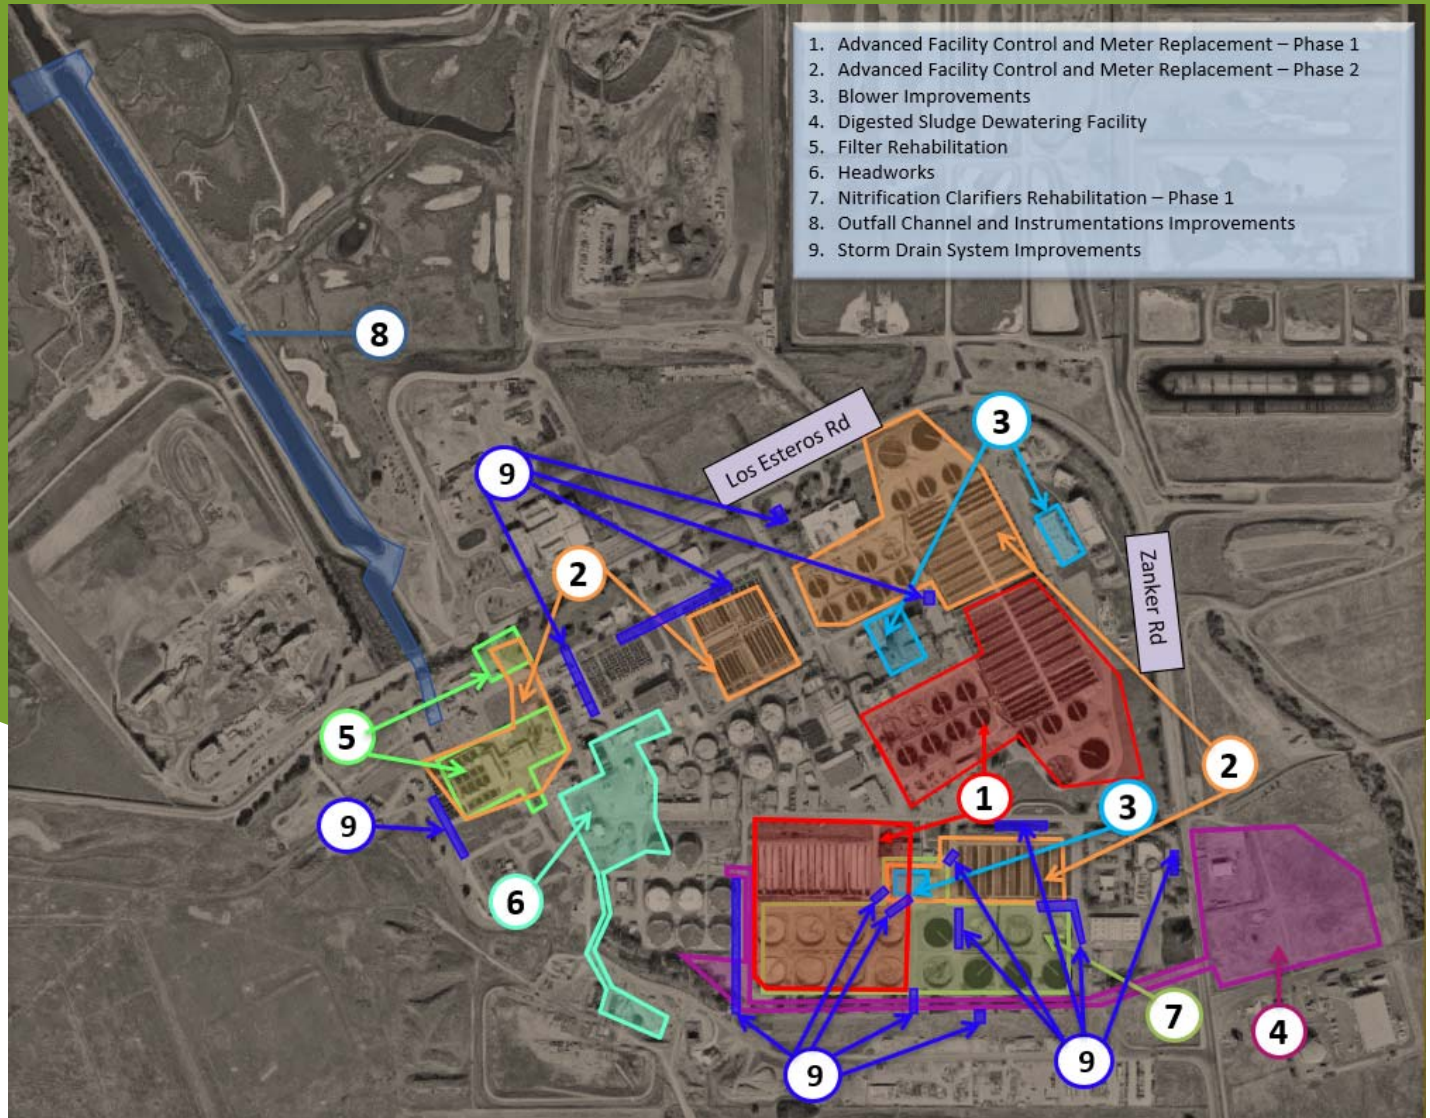 1. Advanced Facility Control and Meter Replacement – Phase 1
2. Advanced Facility Control and Meter Replacement – Phase 2
3. Blower Improvements
4. Digested Sludge Dewatering Facility
5. Filter Rehabilitation
6. Headworks
7. Nitrification Clarifiers Rehabilitation – Phase 1
8. Outfall Channel and Instrumentations Improvements
9. Storm Drain System Improvements
8
3
Los Esteros Rd
9
2
Zanker Rd
5
2
1
3
9
6
7
4
9
9